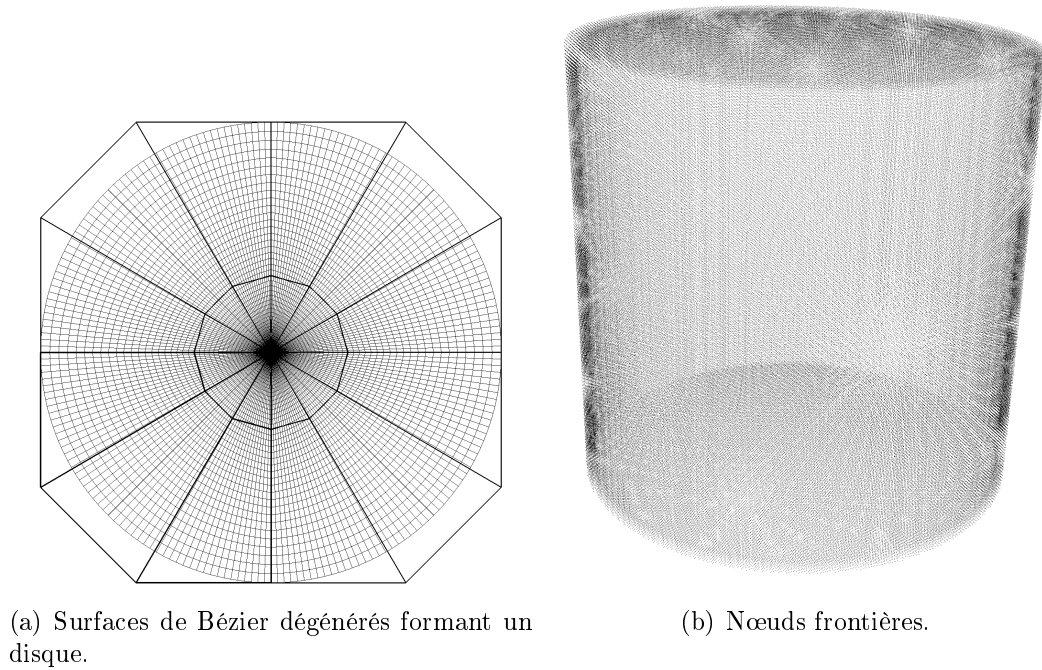 (a) Surfaces de Bézier dégénérés formant un
disque.
(b) Nœuds frontières.